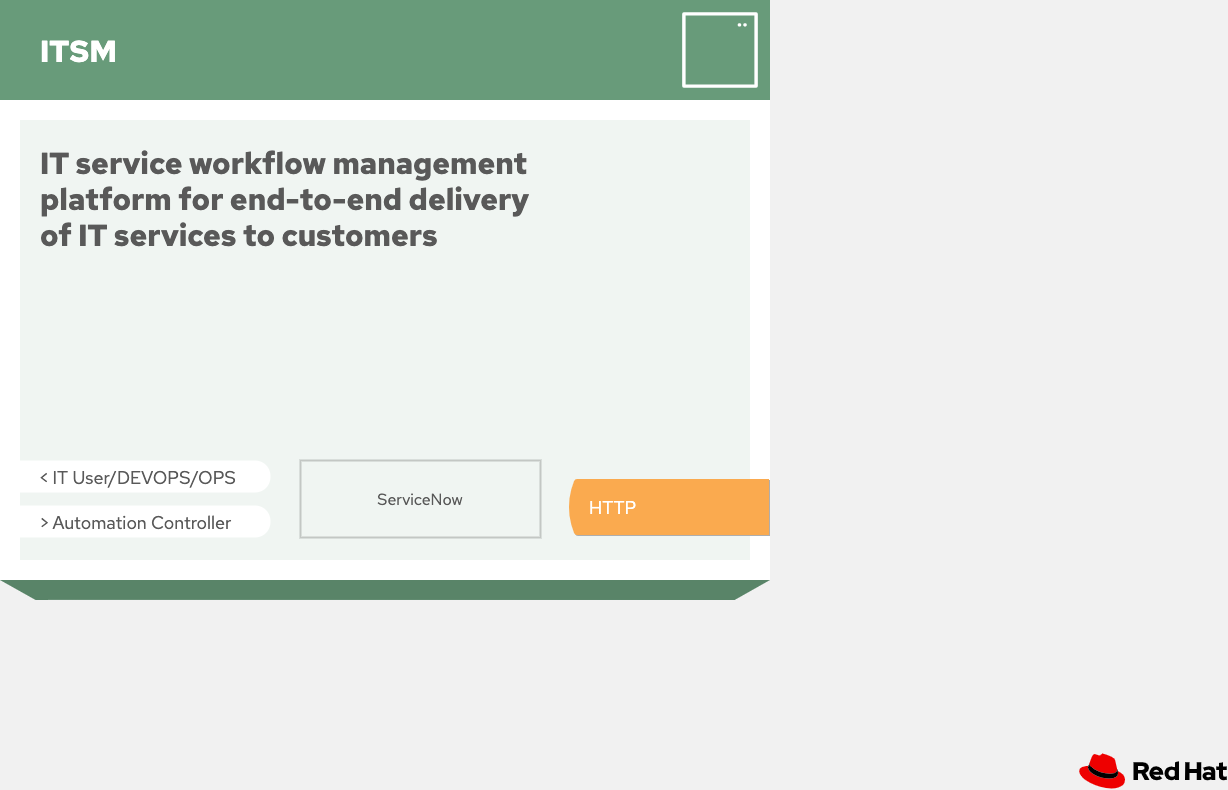 ITSM
IT service workflow management
platform for end-to-end delivery
of IT services to customers
< IT User/DEVOPS/OPS
> Automation Controller
ServiceNow
HTTP
Red Hat